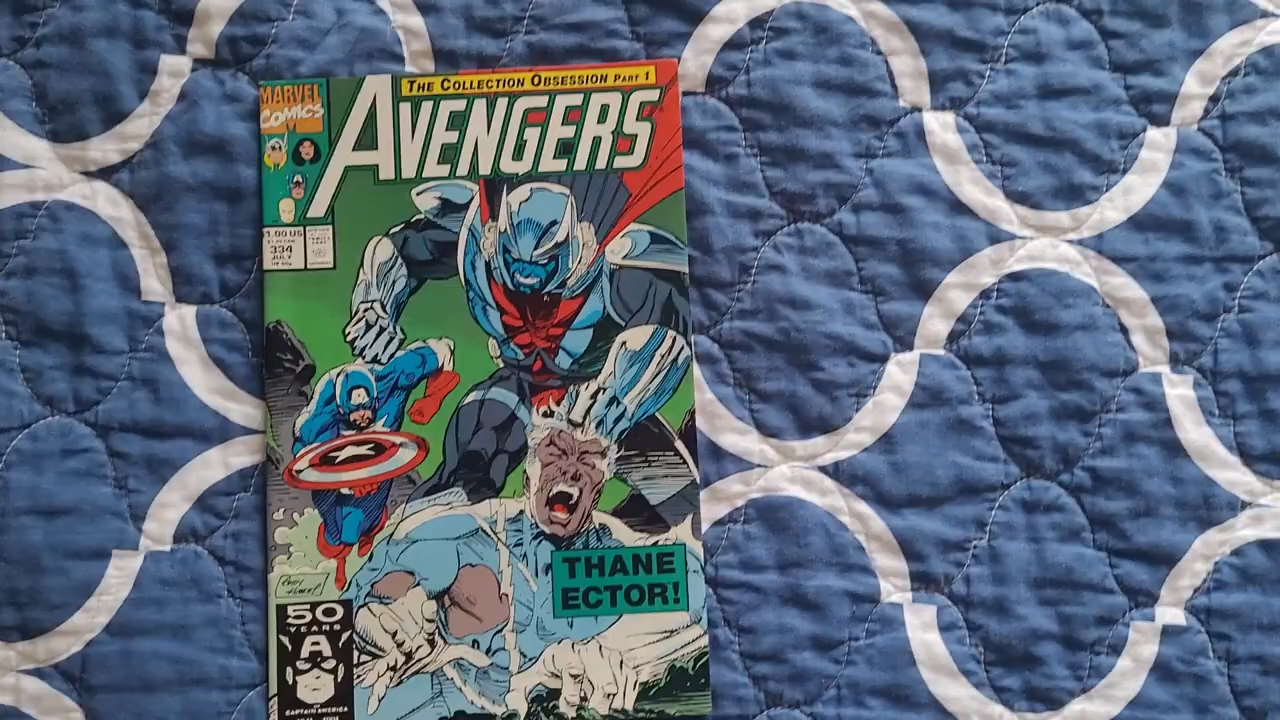 THE COLLECTION OBSESSION PART 1
MARVEL
COMICS
AVENGERS
$1.00 US
334
JULY
THANE
ECTOR!
50
YEARS
A
OF
CAPTAIN AMERICA